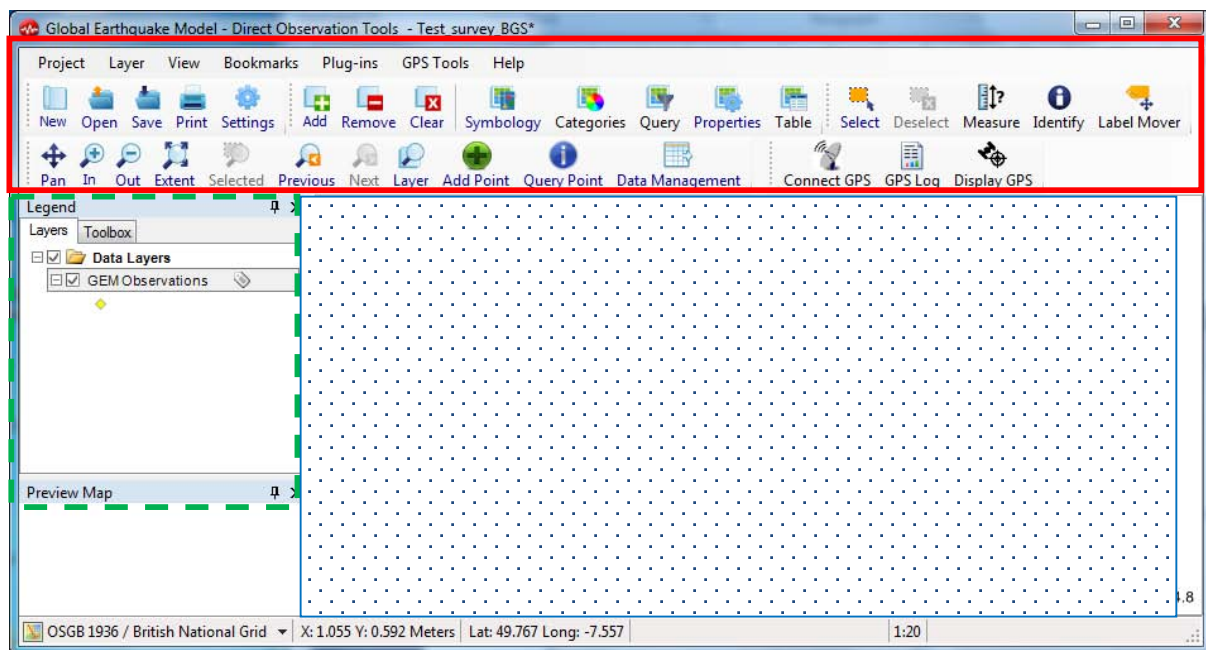 Global Earthquake Model - Direct Observation Tools - Test_survey_BGS*
Project Layer View Bookmarks Plug-ins GPS Tools Help
New Open Save Print Settings Add Remove Clear Symbology Categories Query Properties Table Select Deselect Measure Identify Label Mover
Pan In Out Extent Selected Previous Next Layer Add Point Query Point Data Management Connect GPS GPS Log Display GPS
Legend
Layers Toolbox
Data Layers
GEM Observations
Preview Map
OSGB 1936 / British National Grid X: 1.055 Y: 0.592 Meters Lat: 49.767 Long: -7.557 1:20